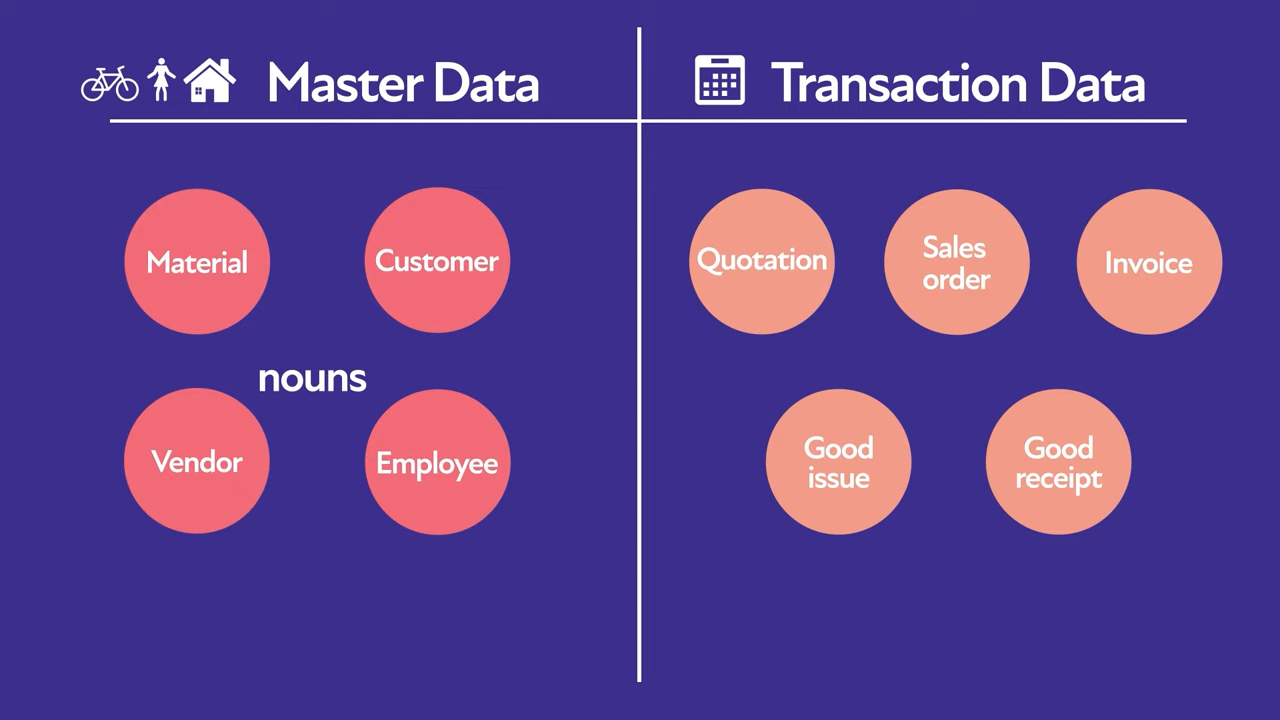 Master Data
Transaction Data
Material
Customer
nouns
Vendor
Employee
Quotation
Sales
order
Invoice
Good
issue
Good
receipt